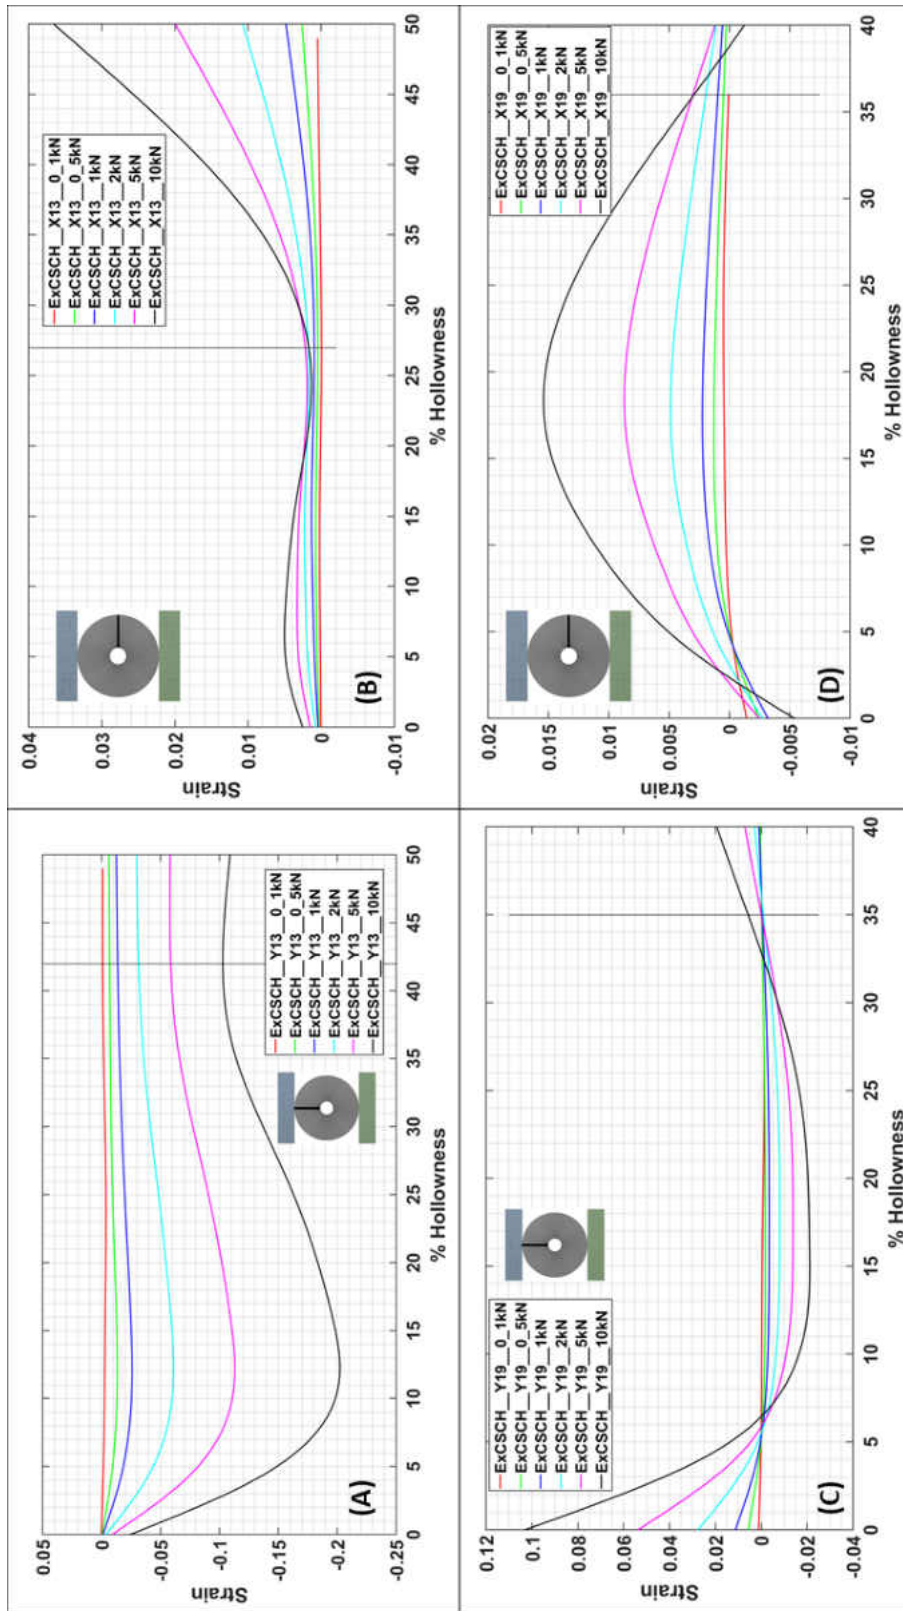 0.05
0
-0.05
-0.1
-0.15
-0.2
-0.25
Strain
0 5 10 15 20 25 30 35 40 45 50
% Hollowness
(A)
ExCSCH__Y13__0_1kN
ExCSCH__Y13__0_5kN
ExCSCH__Y13__1kN
ExCSCH__Y13__2kN
ExCSCH__Y13__5kN
ExCSCH__Y13__10kN
0.04
0.03
0.02
0.01
0
-0.01
Strain
0 5 10 15 20 25 30 35 40 45 50
% Hollowness
(B)
ExCSCH__X13__0_1kN
ExCSCH__X13__0_5kN
ExCSCH__X13__1kN
ExCSCH__X13__2kN
ExCSCH__X13__5kN
ExCSCH__X13__10kN
0.12
0.1
0.08
0.06
0.04
0.02
0
-0.02
-0.04
Strain
0 5 10 15 20 25 30 35 40
% Hollowness
(C)
ExCSCH__Y19__0_1kN
ExCSCH__Y19__0_5kN
ExCSCH__Y19__1kN
ExCSCH__Y19__2kN
ExCSCH__Y19__5kN
ExCSCH__Y19__10kN
0.02
0.015
0.01
0.005
0
-0.005
-0.01
Strain
0 5 10 15 20 25 30 35 40
% Hollowness
(D)
ExCSCH__X19__0_1kN
ExCSCH__X19__0_5kN
ExCSCH__X19__1kN
ExCSCH__X19__2kN
ExCSCH__X19__5kN
ExCSCH__X19__10kN